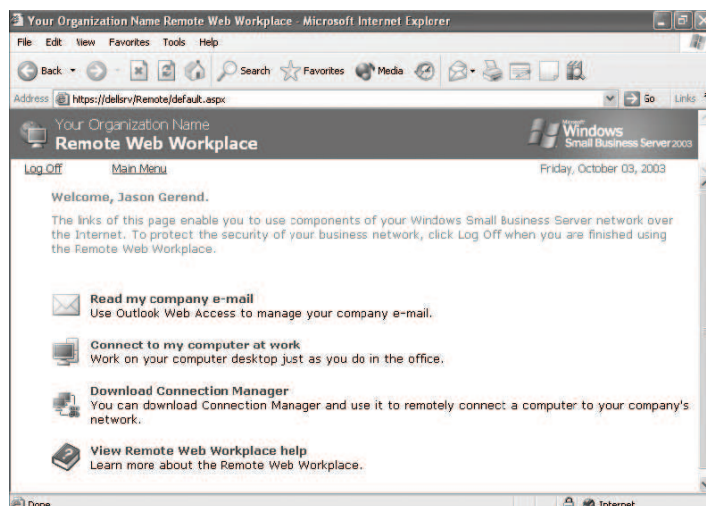 Your Organization Name Remote Web Workplace - Microsoft Internet Explorer
File Edit View Favorites Tools Help
Back Search Favorites Media
Address https://dellsrv/Remote/default.aspx Go Links
Your Organization Name
Remote Web Workplace
Microsoft
Windows
Small Business Server 2003
Log Off Main Menu Friday, October 03, 2003
Welcome, Jason Gerend.
The links of this page enable you to use components of your Windows Small Business Server network over
the Internet. To protect the security of your business network, click Log Off when you are finished using
the Remote Web Workplace.
Read my company e-mail
Use Outlook Web Access to manage your company e-mail.
Connect to my computer at work
Work on your computer desktop just as you do in the office.
Download Connection Manager
You can download Connection Manager and use it to remotely connect a computer to your company's
network.
View Remote Web Workplace help
Learn more about the Remote Web Workplace.
Done Internet